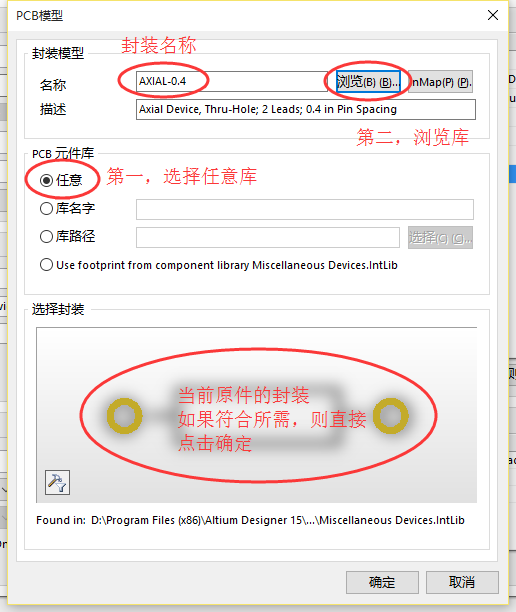 PCB模型
封装模型
封装名称
名称
AXIAL-0.4
浏览(B) (B)...
nMap(P) (P).
描述
Axial Device, Thru-Hole; 2 Leads; 0.4 in Pin Spacing
第二，浏览库
PCB 元件库
任意
第一，选择任意库
库名字
库路径
选择(C) (C)...
Use footprint from component library Miscellaneous Devices.IntLib
选择封装
当前原件的封装
如果符合所需，则直接
点击确定
Found in: D:\Program Files (x86)\Altium Designer 15\...\Miscellaneous Devices.IntLib
确定
取消